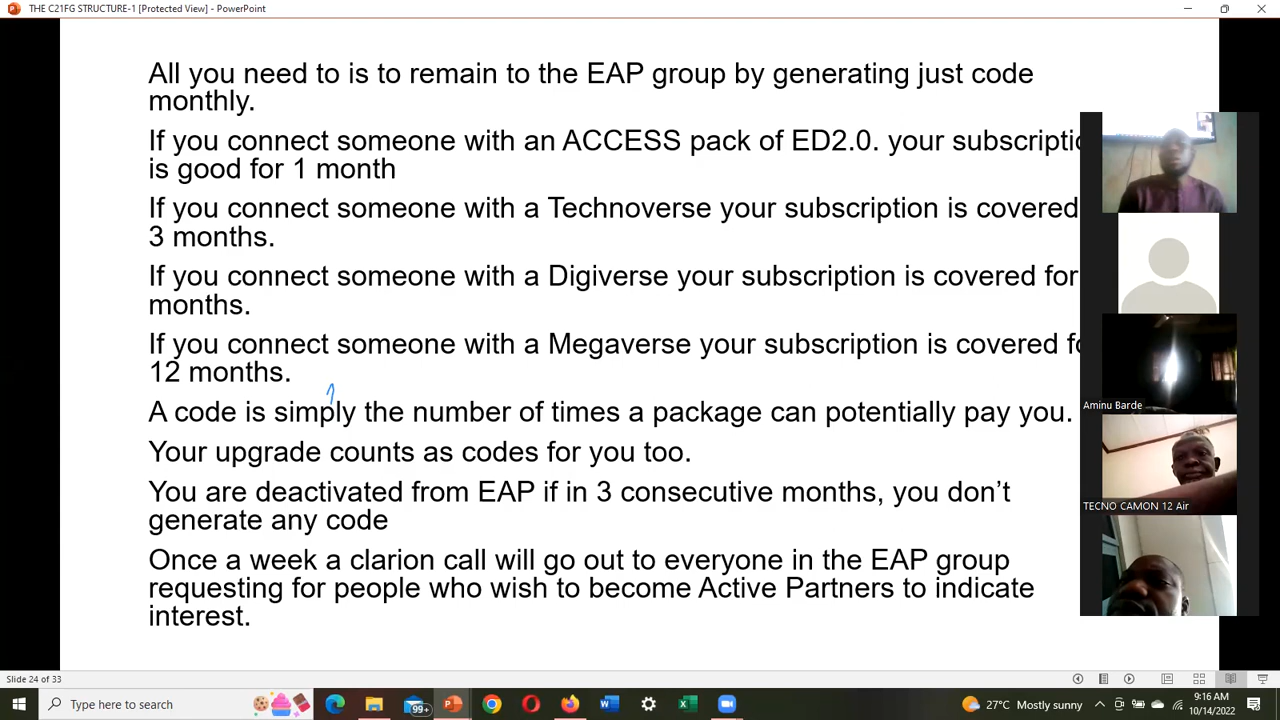 THE C21FG STRUCTURE-1 [Protected View] - PowerPoint
All you need to is to remain to the EAP group by generating just code
monthly.
If you connect someone with an ACCESS pack of ED2.0. your subscriptio
is good for 1 month
If you connect someone with a Technoverse your subscription is covered
3 months.
If you connect someone with a Digiverse your subscription is covered for
months.
If you connect someone with a Megaverse your subscription is covered fo
12 months.
A code is simply the number of times a package can potentially pay you.
Your upgrade counts as codes for you too.
You are deactivated from EAP if in 3 consecutive months, you don’t
generate any code
Once a week a clarion call will go out to everyone in the EAP group
requesting for people who wish to become Active Partners to indicate
interest.
Aminu Barde
TECNO CAMON 12 Air
Slide 24 of 33
Type here to search
99+
27°C Mostly sunny
9:16 AM
10/14/2022